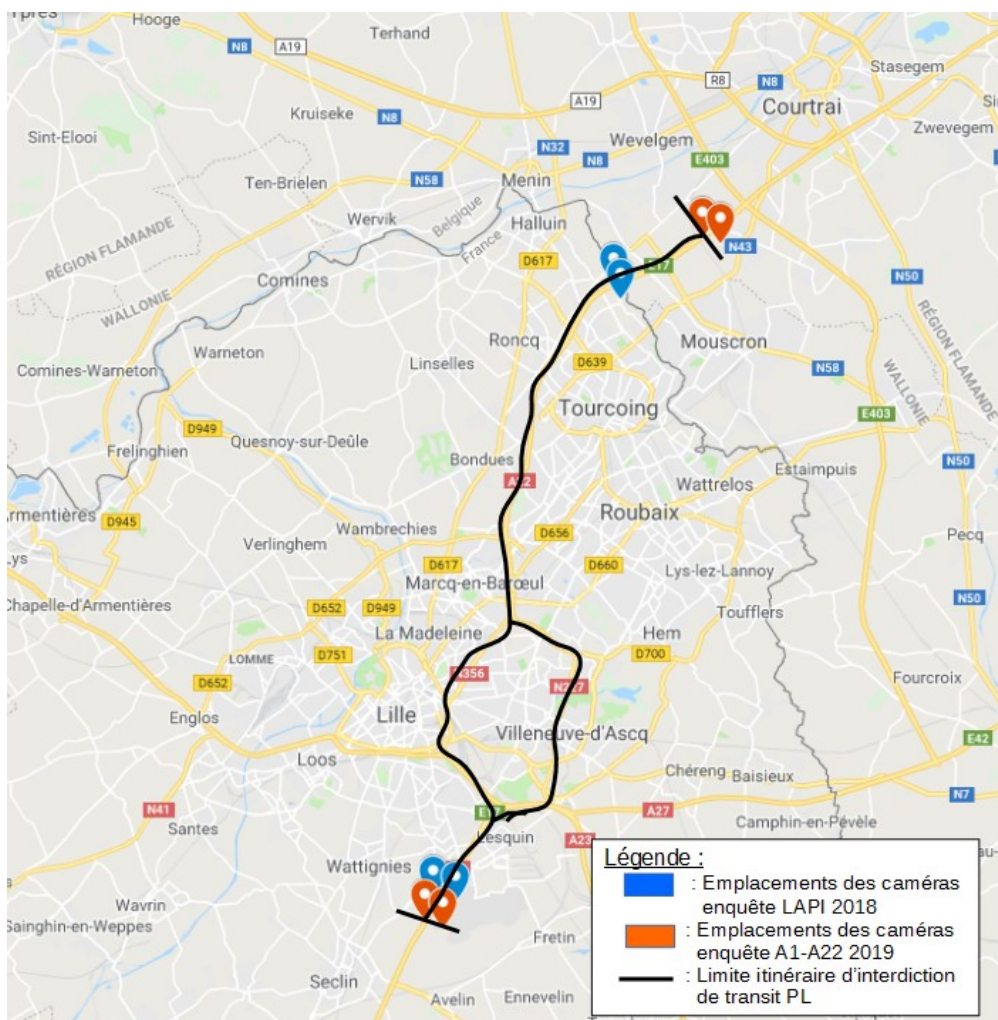 Ypres
Hooge
N8
A19
Terhand
Stasegem
R8
N8
A19
Courtrai
Kruiseke
N8
Sint-Elooi
Wevelgem
Zwevegem
N32
N8
E403
Ten-Brielen
N58
Menin
Wervik
Belgique
France
Halluin
RÉGION FLAMANDE
WALLONIE
D617
E17
N43
N50
Comines
Roncq
Mouscron
RÉGION FLAMANDE
WALLONIE
Warneton
Linselles
D639
N58
Comines-Warneton
Tourcoing
E403
D949
Quesnoy-sur-Deûle
Frelinghien
Bondues
Estaimpuis
N50
A22
Wattrelos
Armentières
D945
Roubaix
Lys
Wambrechies
D656
Pecq
Verlinghem
D617
D660
Lys-lez-Lannoy
Marcq-en-Barœul
Chapelle-d'Armentières
D652
D949
Toufflers
N50
La Madeleine
Hem
LOMME
D751
D700
N356
D652
N227
Fourcroix
Englos
Lille
Villeneuve-d'Ascq
E42
Loos
Chéreng
Baisieux
N7
N41
E17
A27
Camphin-en-Pévèle
Santes
Lesquin
A23
Wattignies
Wavrin
Sainghin-en-Weppes
Fretin
Seclin
Avelin
Ennevelin
Légende :
: Emplacements des caméras
enquête LAPI 2018
: Emplacements des caméras
enquête A1-A22 2019
: Limite itinéraire d'interdiction
de transit PL